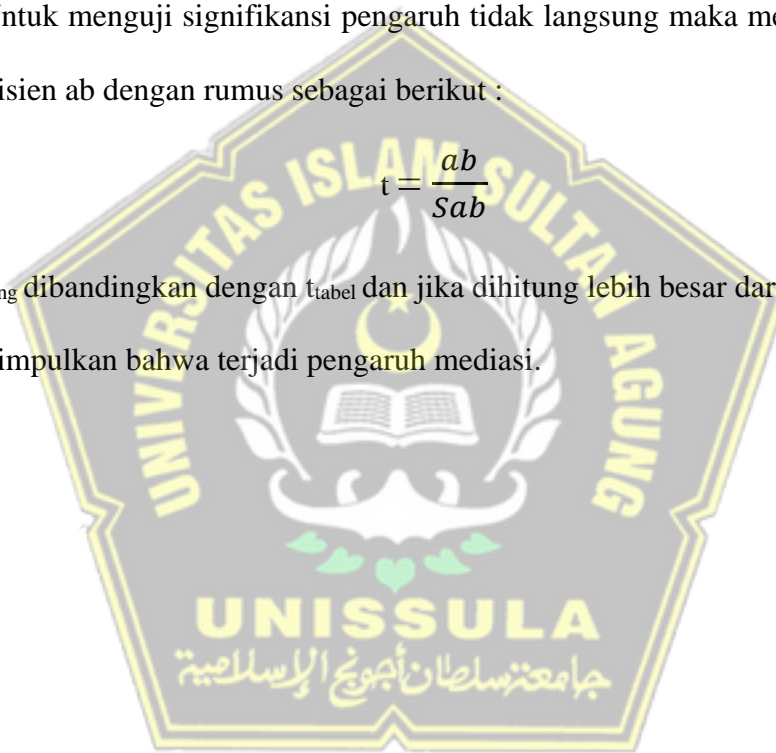 Untuk menguji signifikansi pengaruh tidak langsung maka me
isien ab dengan rumus sebagai berikut :
t = ab / Sab
ng dibandingkan dengan ttabel dan jika dihitung lebih besar dar
impulkan bahwa terjadi pengaruh mediasi.
UNIVERSITAS ISLAM SULTAN AGUNG
UNISSULA
جامعة سلطان أجونج الإسلامية